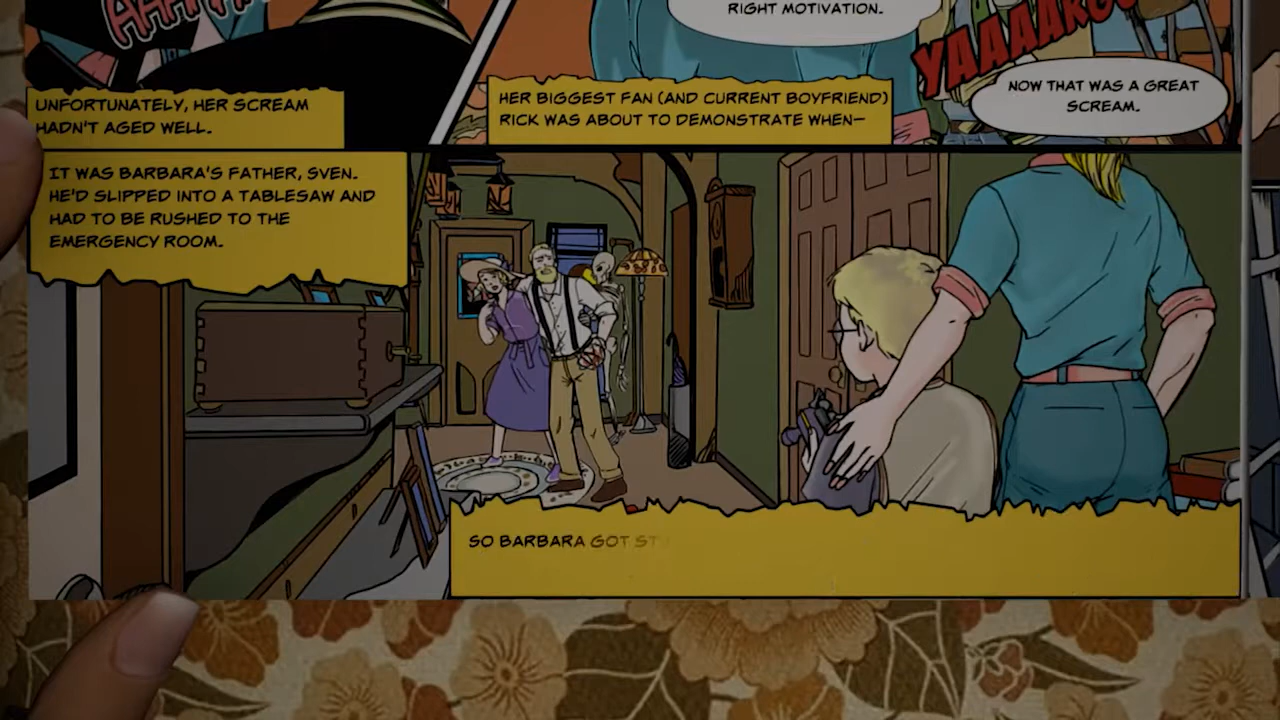 RIGHT MOTIVATION.
UNFORTUNATELY, HER SCREAM
HADN'T AGED WELL.
HER BIGGEST FAN (AND CURRENT BOYFRIEND)
RICK WAS ABOUT TO DEMONSTRATE WHEN—
NOW THAT WAS A GREAT
SCREAM.
IT WAS BARBARA'S FATHER, SVEN.
HE'D SLIPPED INTO A TABLESAW AND
HAD TO BE RUSHED TO THE
EMERGENCY ROOM.
SO BARBARA GOT